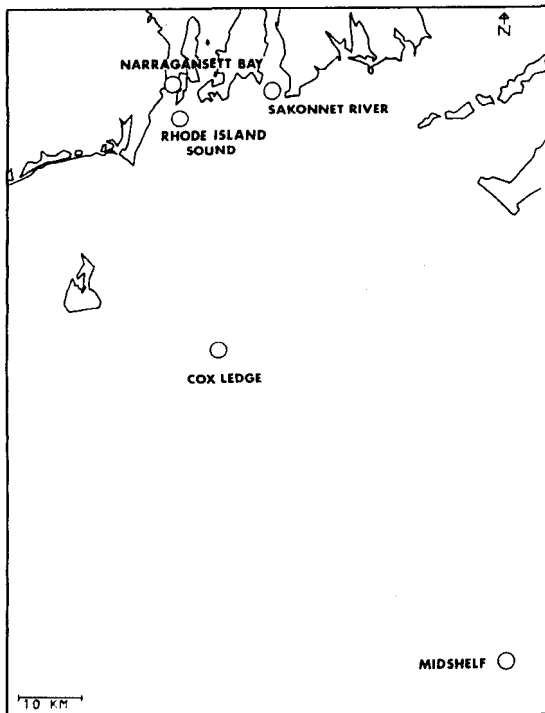 N
NARRAGANSETT BAY
SAKONNET RIVER
RHODE ISLAND
SOUND
COX LEDGE
MIDSHELF
10 KM